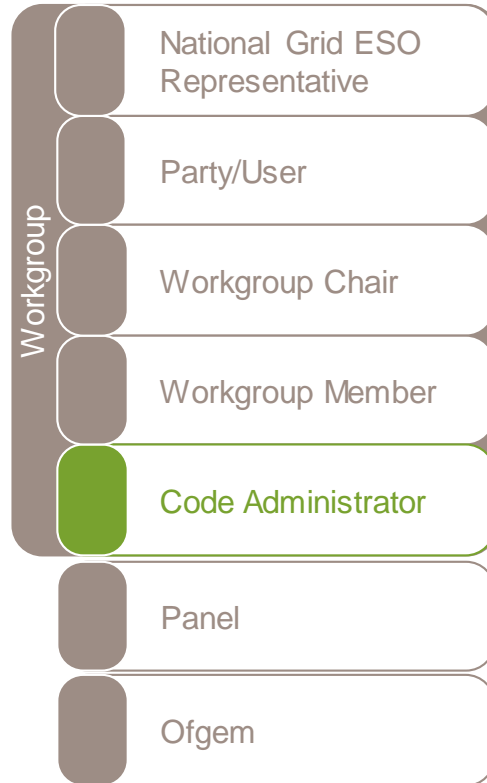 Workgroup
National Grid ESO
Representative
Party/User
Workgroup Chair
Workgroup Member
Code Administrator
Panel
Ofgem